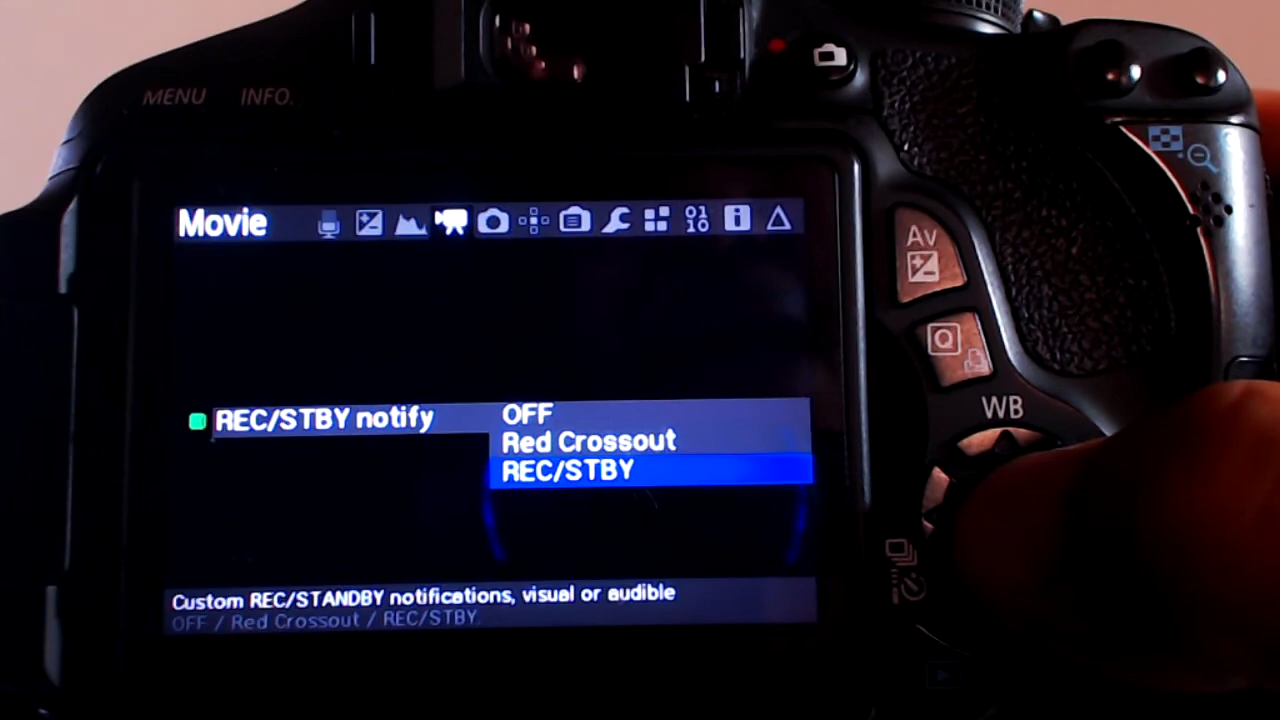 MENU INFO.
Movie
Av
Q
WB
REC/STBY notify OFF
Red Crossout
REC/STBY
Custom REC/STANDBY notifications, visual or audible
OFF / Red Crossout / REC/STBY